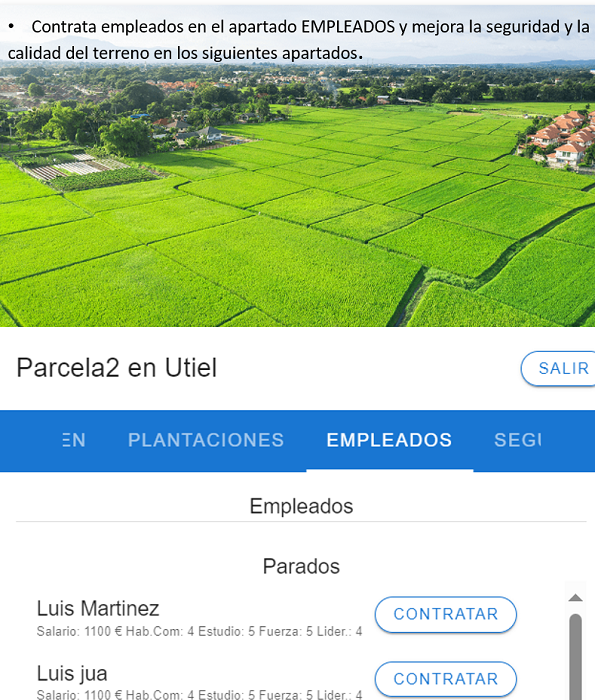 • Contrata empleados en el apartado EMPLEADOS y mejora la seguridad y la
calidad del terreno en los siguientes apartados.
Parcela2 en Utiel
SALIR
PLANTACIONES EMPLEADOS
Empleados
Parados
Luis Martinez
Salario: 1100 € Hab.Com: 4 Estudio: 5 Fuerza: 5 Lider.: 4
CONTRATAR
Luis jua
Salario: 1100 € Hab.Com: 4 Estudio: 5 Fuerza: 5 Lider.: 4
CONTRATAR